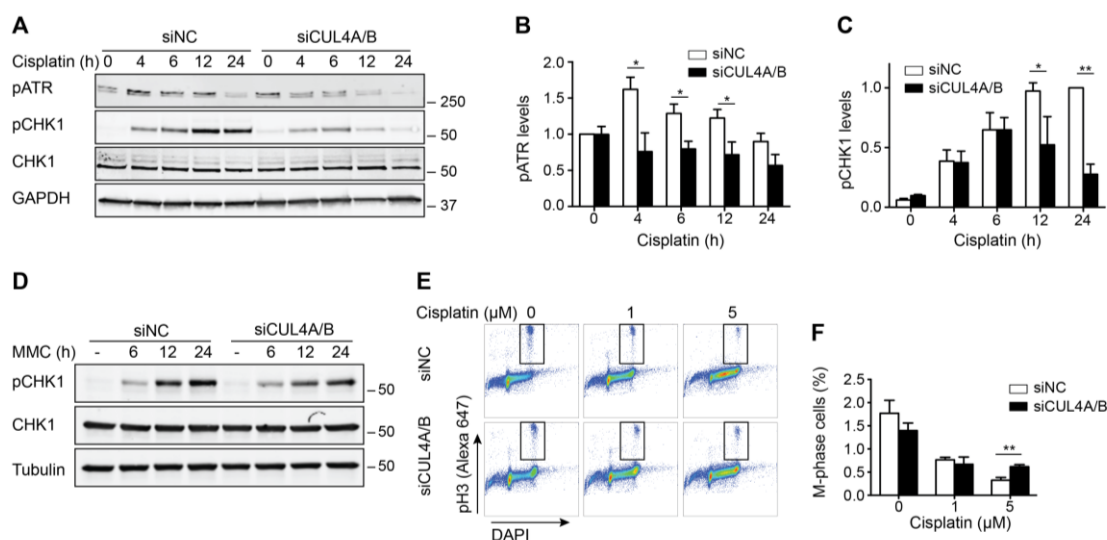 A
siNC siCUL4A/B
Cisplatin (h) 0 4 6 12 24 0 4 6 12 24
pATR
250
pCHK1
50
CHK1
50
GAPDH
37
B
siNC
siCUL4A/B
pATR levels
2.0
1.5
1.0
0.5
0.0
* * *
0 4 6 12 24
Cisplatin (h)
C
siNC
siCUL4A/B
pCHK1 levels
1.0
0.5
0.0
* **
0 4 6 12 24
Cisplatin (h)
D
siNC siCUL4A/B
MMC (h) - 6 12 24 - 6 12 24
pCHK1
50
CHK1
50
Tubulin
50
E
Cisplatin (µM) 0 1 5
siNC
siCUL4A/B
pH3 (Alexa 647)
DAPI
F
siNC
siCUL4A/B
M-phase cells (%)
2.5
2.0
1.5
1.0
0.5
0.0
**
0 1 5
Cisplatin (µM)